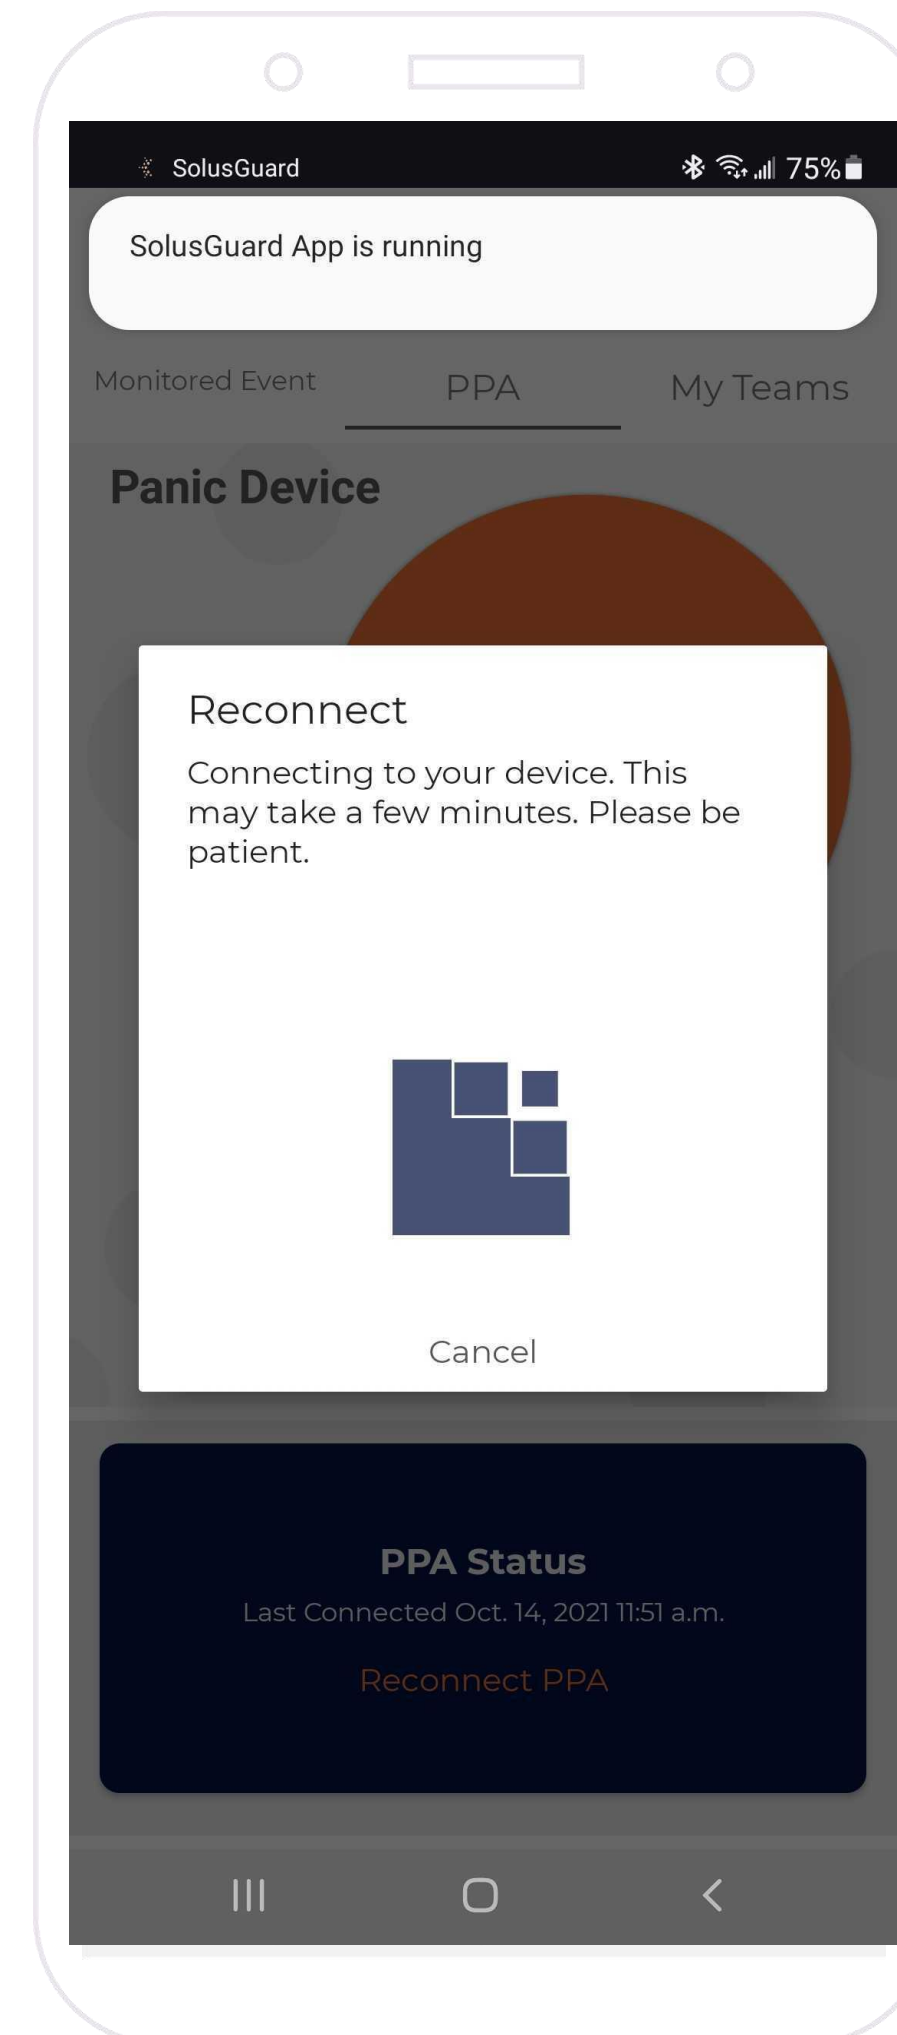 SolusGuard
75%
SolusGuard App is running
Monitored Event
PPA
My Teams
Panic Device
Reconnect
Connecting to your device. This
may take a few minutes. Please be
patient.
Cancel
PPA Status
Last Connected Oct. 14, 2021 11:51 a.m.
Reconnect PPA